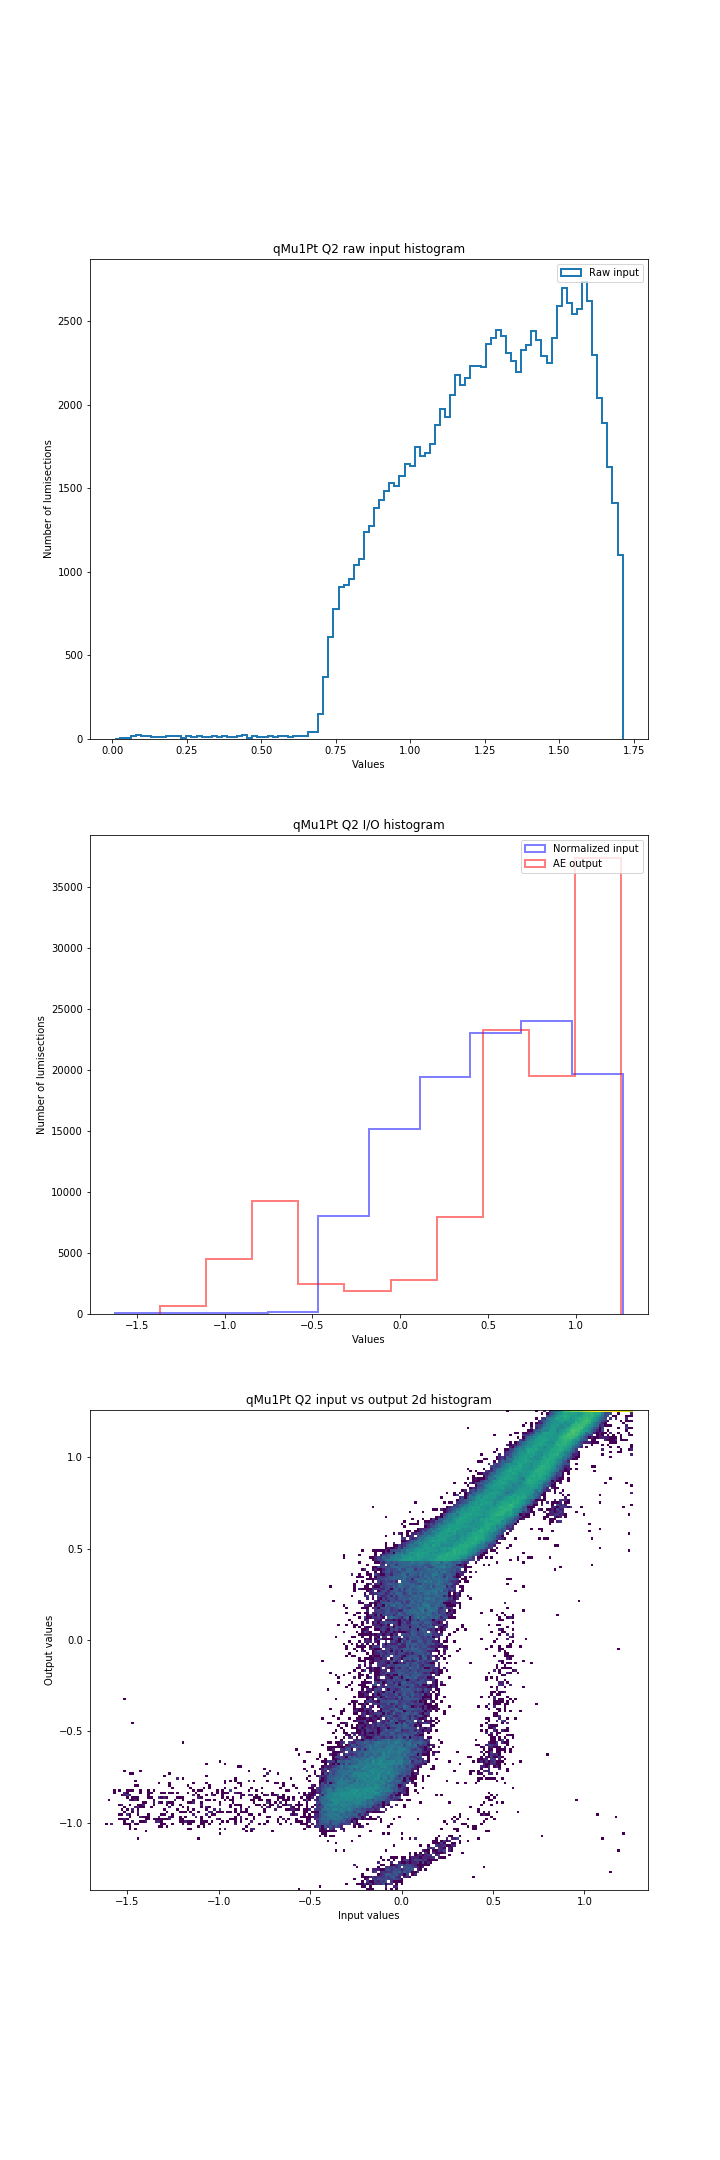 qMu1Pt Q2 raw input histogram
Raw input
2500
2000
1500
1000
500
0
0.00 0.25 0.50 0.75 1.00 1.25 1.50 1.75
Number of lumisections
Values
qMu1Pt Q2 I/O histogram
Normalized input
AE output
35000
30000
25000
20000
15000
10000
5000
0
−1.5 −1.0 −0.5 0.0 0.5 1.0
Number of lumisections
Values
qMu1Pt Q2 input vs output 2d histogram
1.0
0.5
0.0
−0.5
−1.0
−1.5 −1.0 −0.5 0.0 0.5 1.0
Output values
Input values